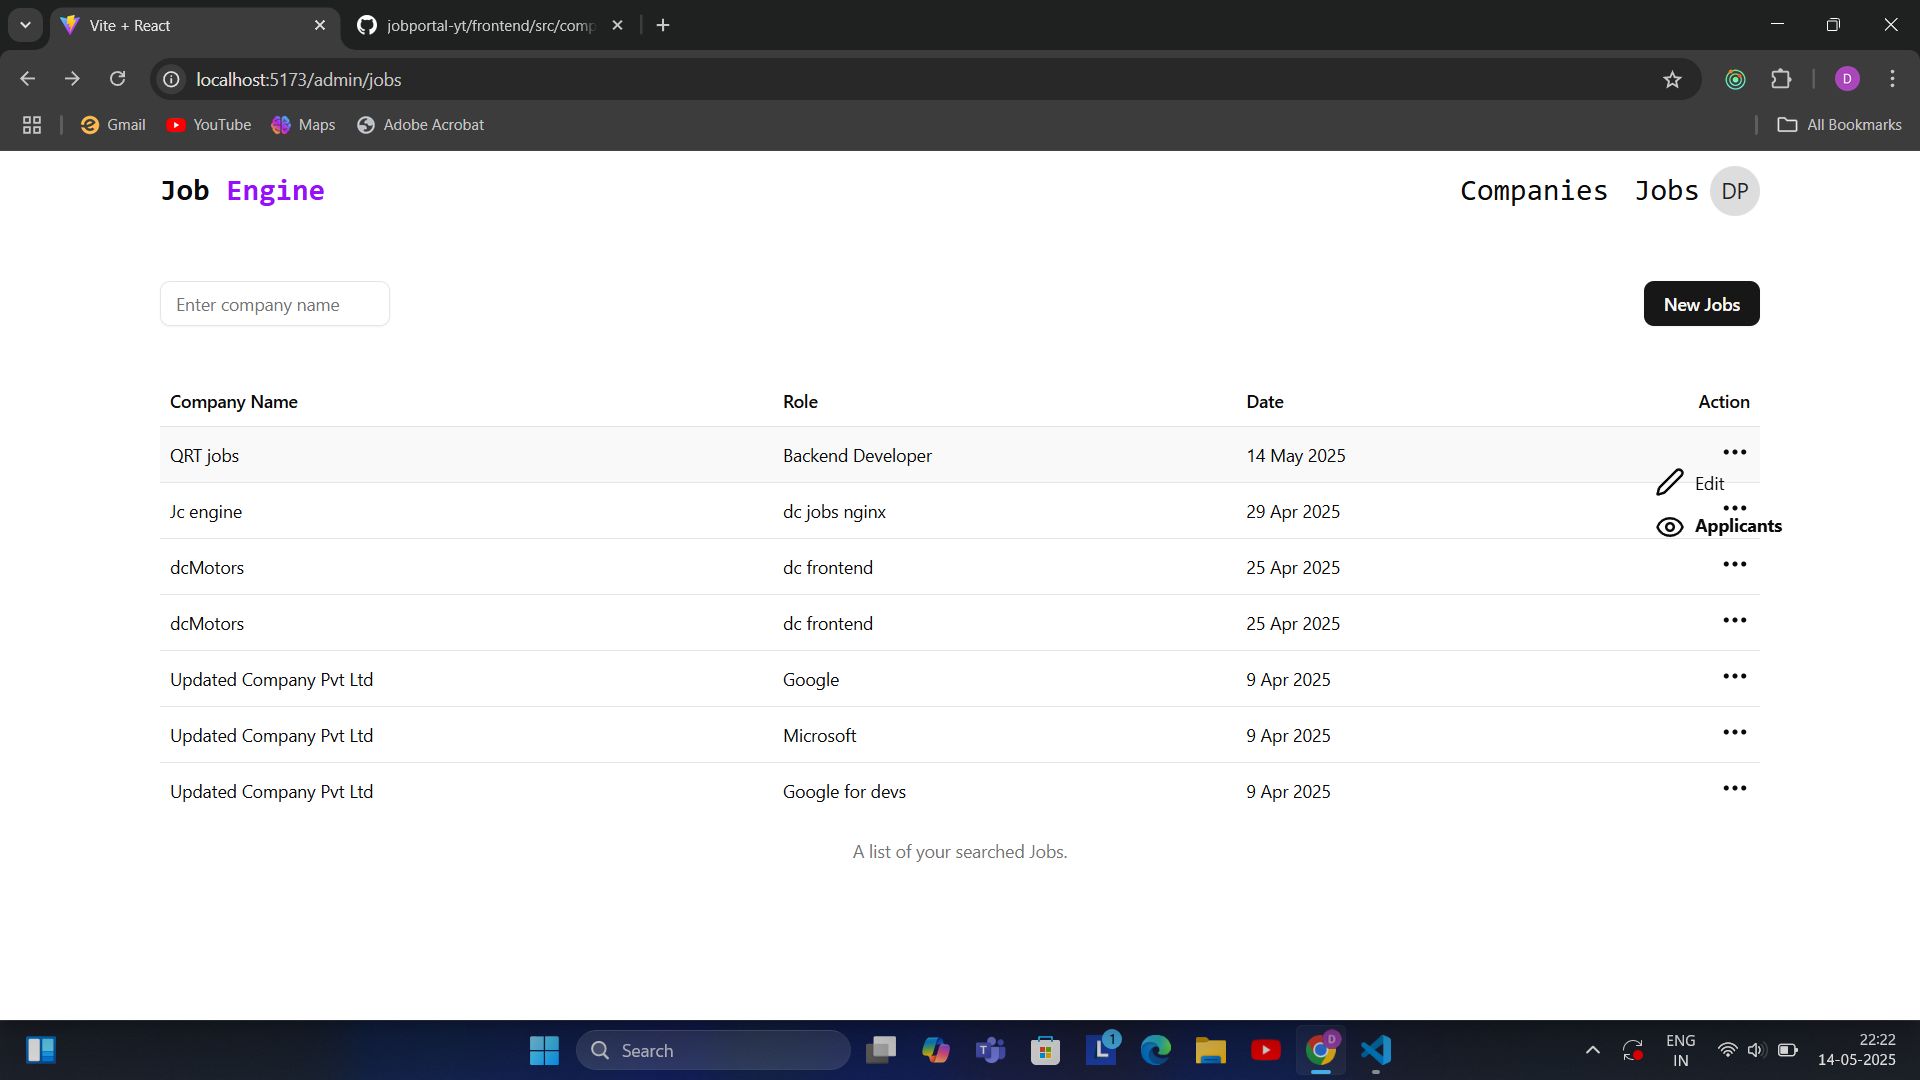 Vite + React
jobportal-yt/frontend/src/comp
localhost:5173/admin/jobs
D
Gmail
YouTube
Maps
Adobe Acrobat
All Bookmarks
Job Engine
Companies
Jobs
DP
Enter company name
New Jobs
Company Name Role Date Action
QRT jobs Backend Developer 14 May 2025
Edit
Jc engine dc jobs nginx 29 Apr 2025
Applicants
dcMotors dc frontend 25 Apr 2025
dcMotors dc frontend 25 Apr 2025
Updated Company Pvt Ltd Google 9 Apr 2025
Updated Company Pvt Ltd Microsoft 9 Apr 2025
Updated Company Pvt Ltd Google for devs 9 Apr 2025
A list of your searched Jobs.
Search
T
L
1
D
ENG
IN
22:22
14-05-2025